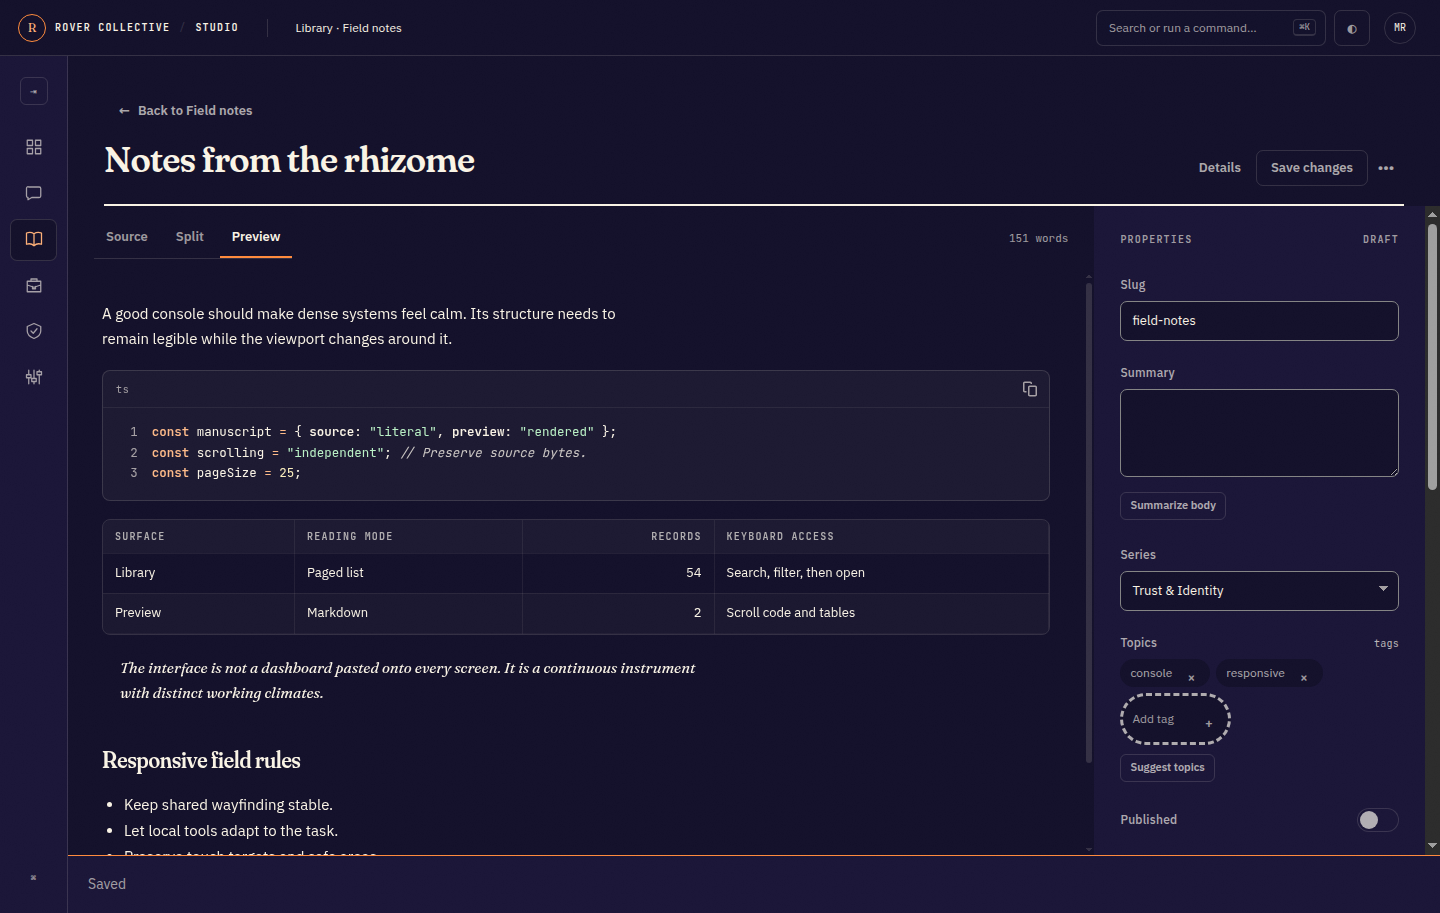 R ROVER COLLECTIVE / STUDIO
Library · Field notes
Search or run a command... ⌘K
MR
← Back to Field notes
Notes from the rhizome
Details
Save changes
•••
Source Split Preview
151 words
A good console should make dense systems feel calm. Its structure needs to
remain legible while the viewport changes around it.
ts
1 const manuscript = { source: "literal", preview: "rendered" };
2 const scrolling = "independent"; // Preserve source bytes.
3 const pageSize = 25;
SURFACE READING MODE RECORDS KEYBOARD ACCESS
Library Paged list 54 Search, filter, then open
Preview Markdown 2 Scroll code and tables
The interface is not a dashboard pasted onto every screen. It is a continuous instrument
with distinct working climates.
Responsive field rules
• Keep shared wayfinding stable.
• Let local tools adapt to the task.
• Preserve touch targets and safe areas.
PROPERTIES DRAFT
Slug
field-notes
Summary
Summarize body
Series
Trust & Identity
Topics tags
console × responsive ×
Add tag +
Suggest topics
Published
⌘
Saved